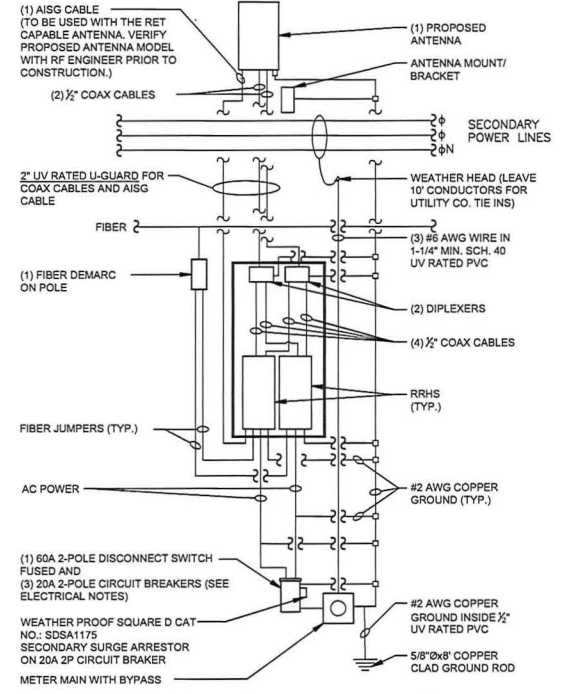 (1) AISG CABLE
(TO BE USED WITH THE RET
CAPABLE ANTENNA. VERIFY
PROPOSED ANTENNA MODEL
WITH RF ENGINEER PRIOR TO
CONSTRUCTION.)
(2) ½" COAX CABLES
(1) PROPOSED
ANTENNA
ANTENNA MOUNT/
BRACKET
ϕ
ϕ
ϕN
SECONDARY
POWER LINES
2" UV RATED U-GUARD FOR
COAX CABLES AND AISG
CABLE
WEATHER HEAD (LEAVE
10' CONDUCTORS FOR
UTILITY CO. TIE INS)
FIBER
(3) #6 AWG WIRE IN
1-1/4" MIN. SCH. 40
UV RATED PVC
(1) FIBER DEMARC
ON POLE
(2) DIPLEXERS
(4) ½" COAX CABLES
RRHS
(TYP.)
FIBER JUMPERS (TYP.)
AC POWER
#2 AWG COPPER
GROUND (TYP.)
(1) 60A 2-POLE DISCONNECT SWITCH
FUSED AND
(3) 20A 2-POLE CIRCUIT BREAKERS (SEE
ELECTRICAL NOTES)
WEATHER PROOF SQUARE D CAT
NO.: SDSA1175
SECONDARY SURGE ARRESTOR
ON 20A 2P CIRCUIT BRAKER
METER MAIN WITH BYPASS
#2 AWG COPPER
GROUND INSIDE ½"
UV RATED PVC
5/8"Øx8' COPPER
CLAD GROUND ROD